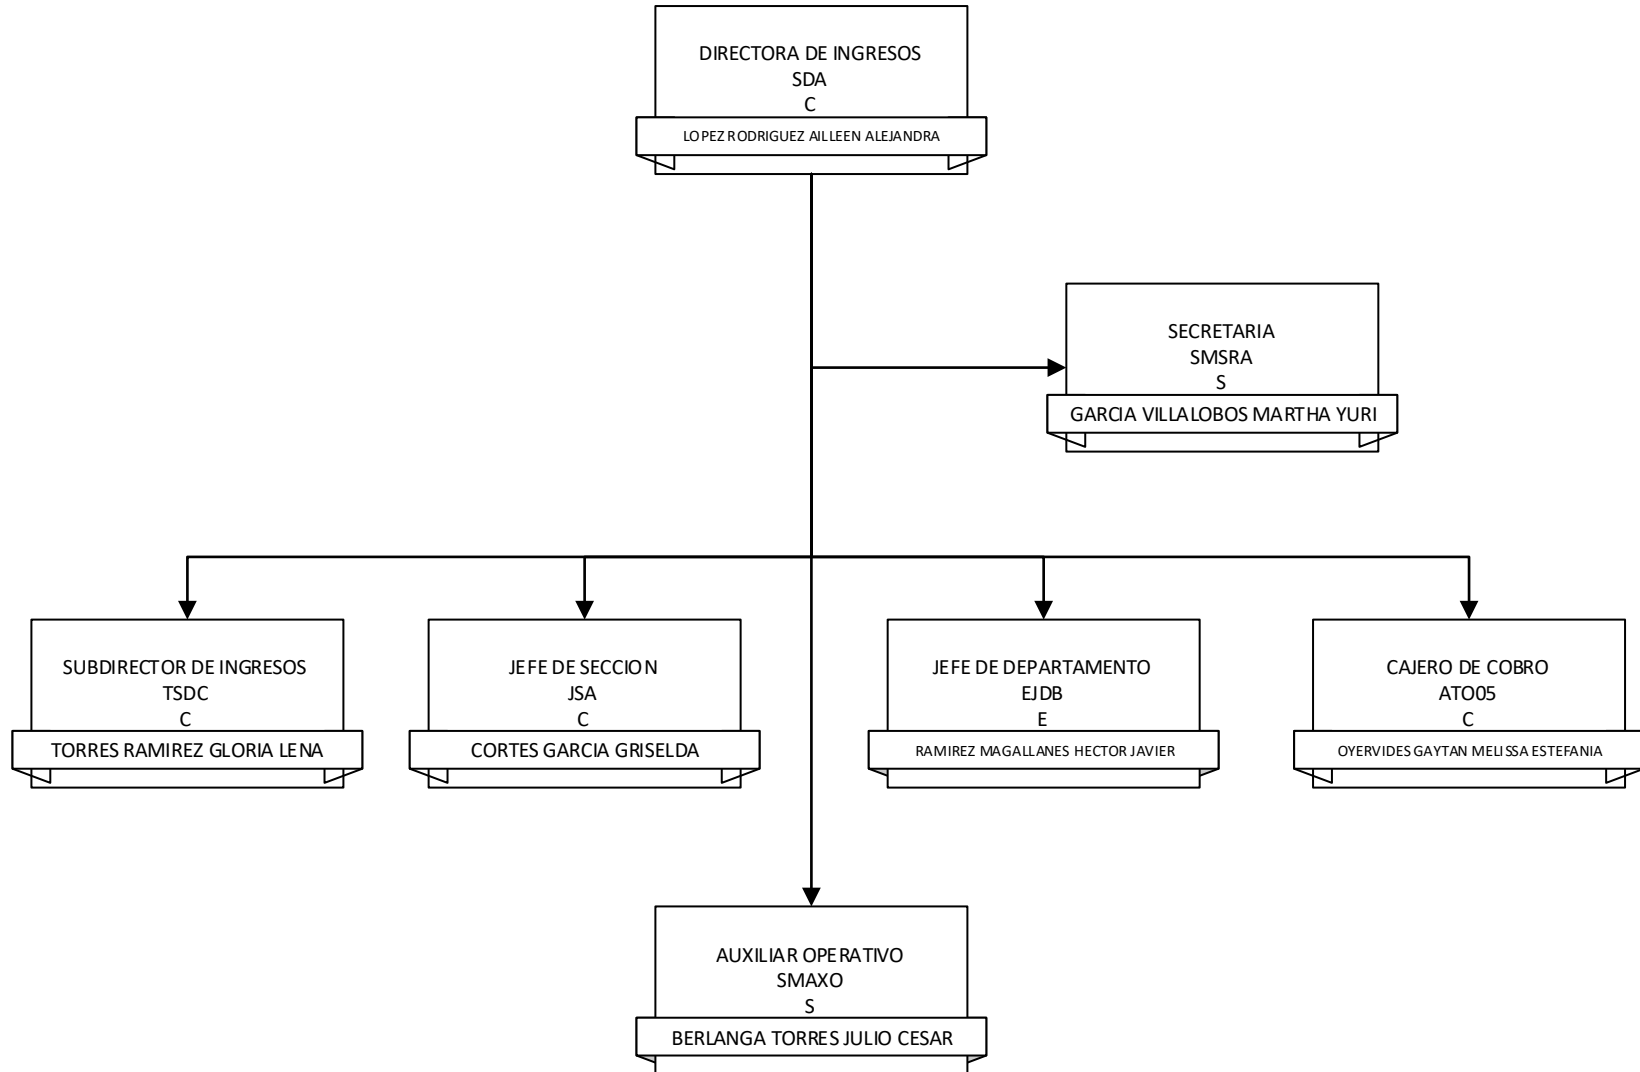 DIRECTORA DE INGRESOS
SDA
C
LOPEZ RODRIGUEZ AILLEEN ALEJANDRA
SECRETARIA
SMSRA
S
GARCIA VILLALOBOS MARTHA YURI
SUBDIRECTOR DE INGRESOS
TSDC
C
TORRES RAMIREZ GLORIA LENA
JEFE DE SECCION
JSA
C
CORTES GARCIA GRISELDA
JEFE DE DEPARTAMENTO
EJDB
E
RAMIREZ MAGALLANES HECTOR JAVIER
CAJERO DE COBRO
ATO05
C
OYERVIDES GAYTAN MELISSA ESTEFANIA
AUXILIAR OPERATIVO
SMAXO
S
BERLANGA TORRES JULIO CESAR